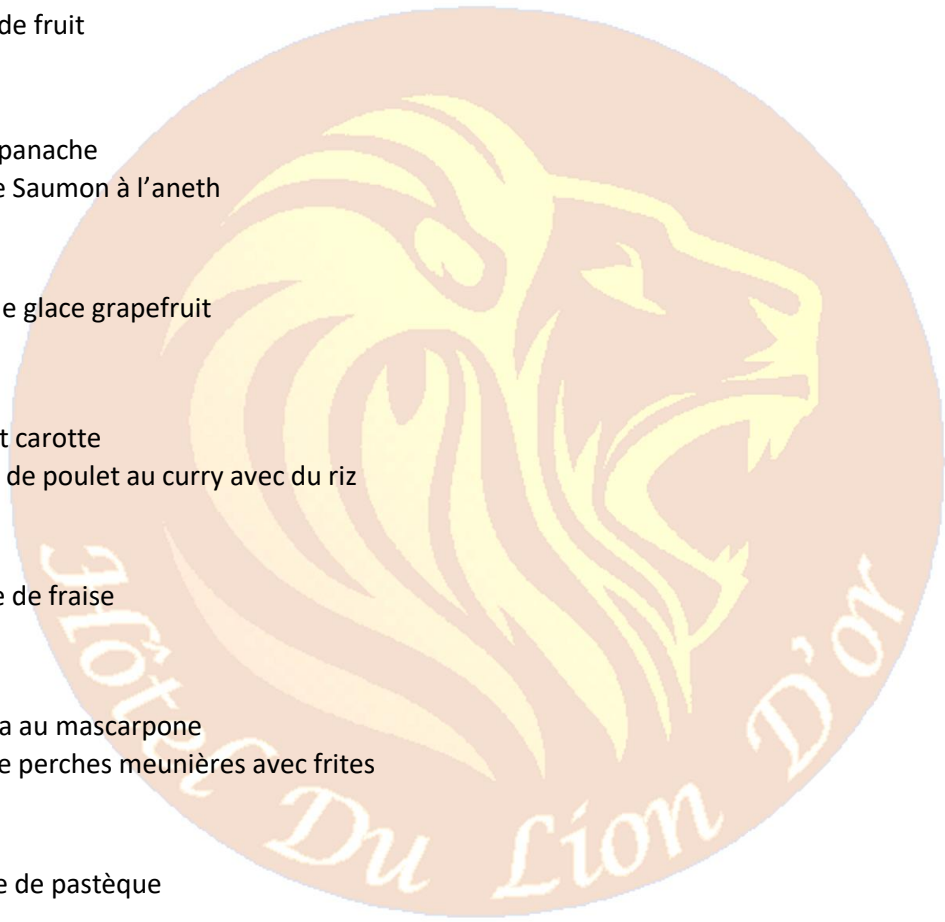 de fruit
panache
e Saumon à l’aneth
e glace grapefruit
t carotte
de poulet au curry avec du riz
e de fraise
a au mascarpone
e perches meunières avec frites
e de pastèque
Hôtel Du Lion D'or